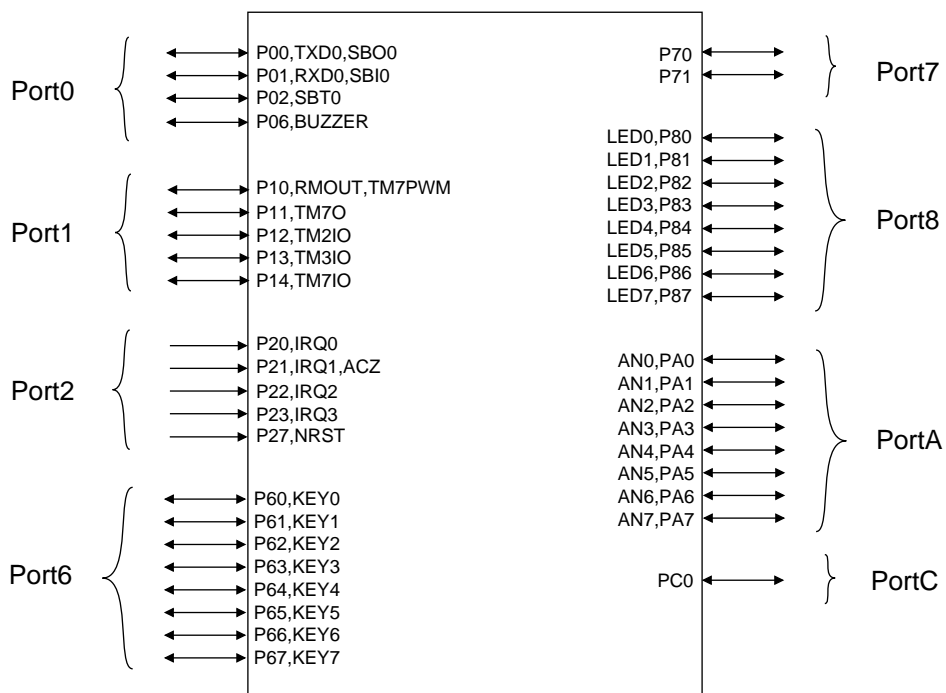 Port0
P00,TXD0,SBO0
P01,RXD0,SBI0
P02,SBT0
P06,BUZZER
Port1
P10,RMOUT,TM7PWM
P11,TM7O
P12,TM2IO
P13,TM3IO
P14,TM7IO
Port2
P20,IRQ0
P21,IRQ1,ACZ
P22,IRQ2
P23,IRQ3
P27,NRST
Port6
P60,KEY0
P61,KEY1
P62,KEY2
P63,KEY3
P64,KEY4
P65,KEY5
P66,KEY6
P67,KEY7
P70
P71
Port7
LED0,P80
LED1,P81
LED2,P82
LED3,P83
LED4,P84
LED5,P85
LED6,P86
LED7,P87
Port8
AN0,PA0
AN1,PA1
AN2,PA2
AN3,PA3
AN4,PA4
AN5,PA5
AN6,PA6
AN7,PA7
PortA
PC0
PortC